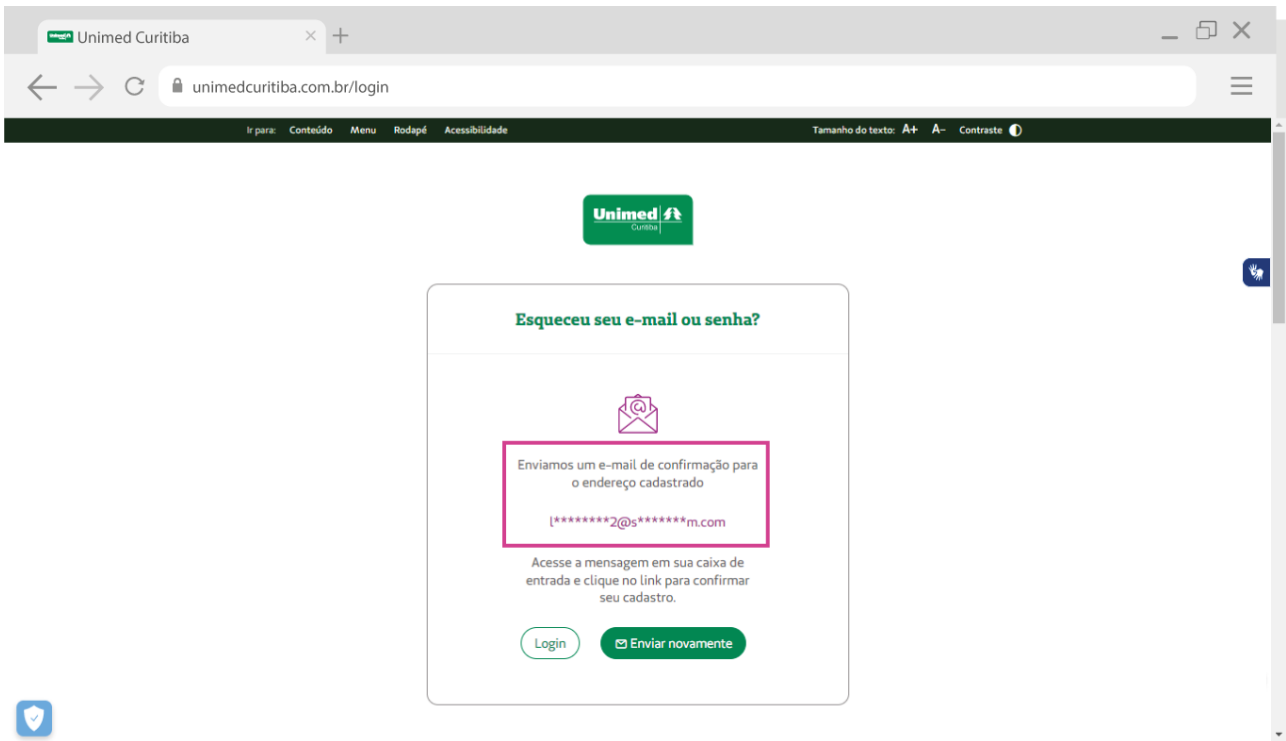 Unimed Curitiba
unimedcuritiba.com.br/login
Ir para: Conteúdo Menu Rodapé Acessibilidade Tamanho do texto: A+ A- Contraste
Unimed
Curitiba
Esqueceu seu e-mail ou senha?
Enviamos um e-mail de confirmação para
o endereço cadastrado
l********2@s*******m.com
Acesse a mensagem em sua caixa de
entrada e clique no link para confirmar
seu cadastro.
Login Enviar novamente